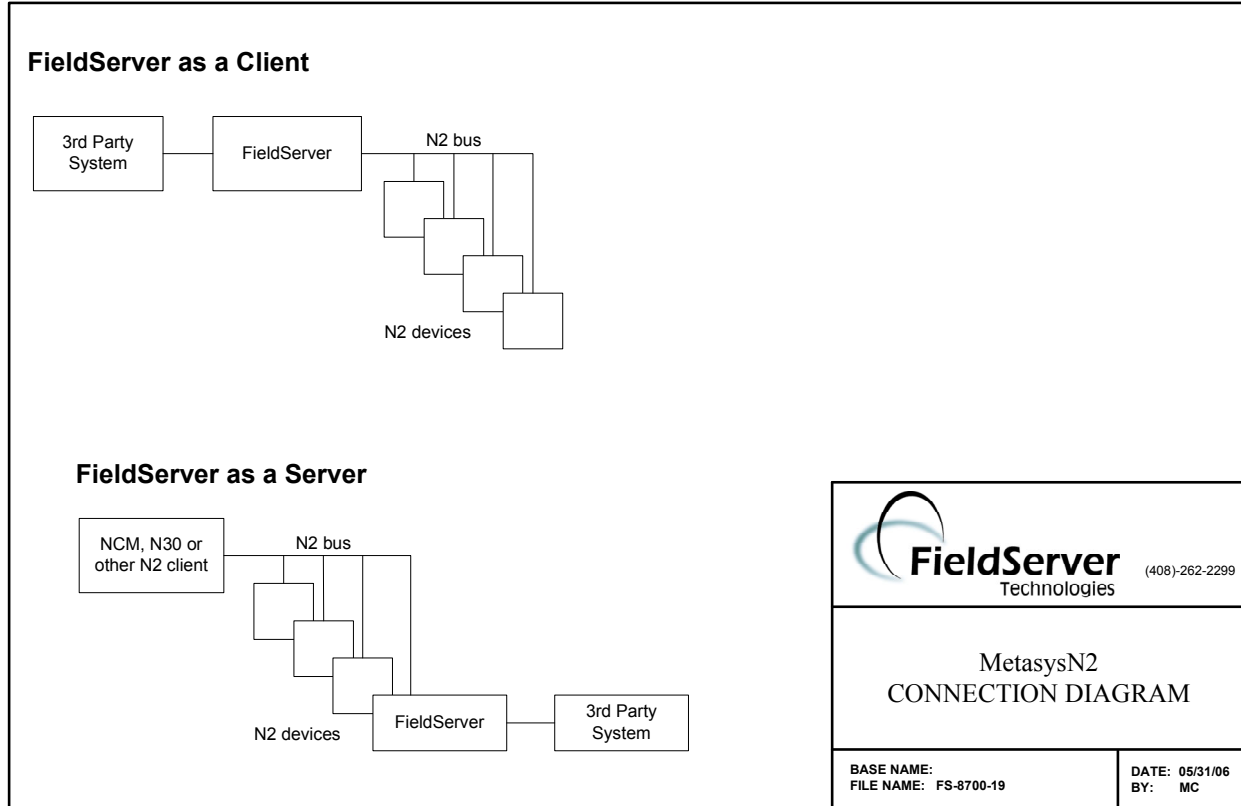 FieldServer as a Client
3rd Party
System
FieldServer
N2 bus
N2 devices
FieldServer as a Server
NCM, N30 or
other N2 client
N2 bus
N2 devices
FieldServer
3rd Party
System
FieldServer
Technologies
(408)-262-2299
MetasysN2
CONNECTION DIAGRAM
BASE NAME:
FILE NAME: FS-8700-19
DATE: 05/31/06
BY: MC